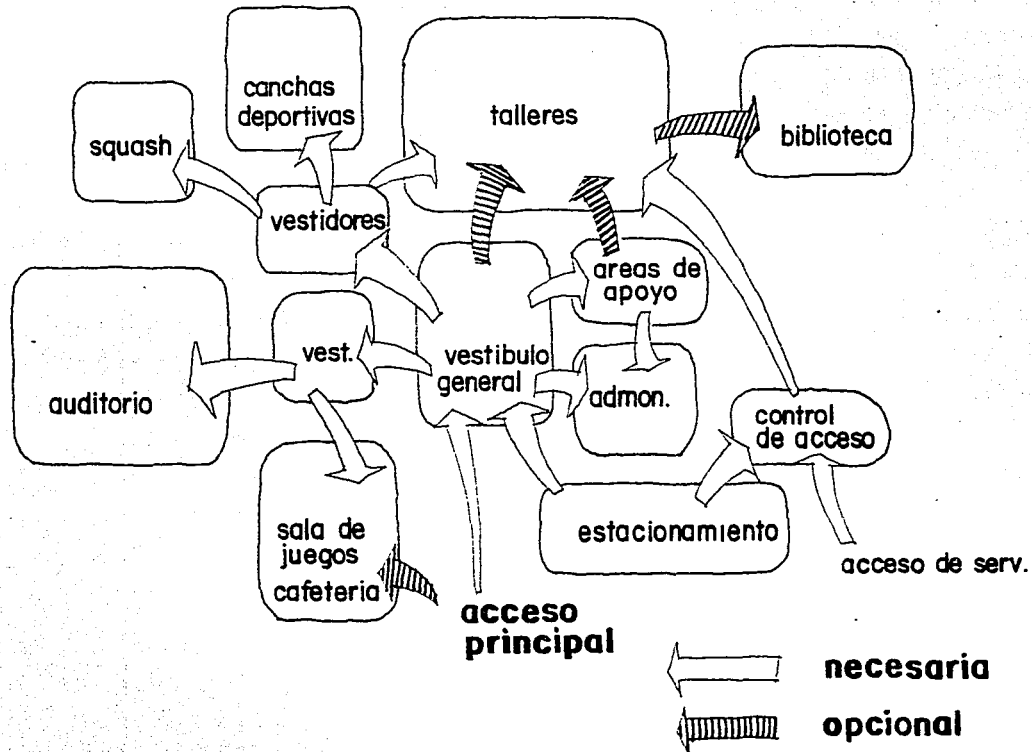 canchas
deportivas
talleres
squash
biblioteca
vestidores
areas de
apoyo
vest.
vestibulo
general
auditorio
admon.
control
de acceso
sala de
juegos
cafeteria
estacionamiento
acceso de serv.
acceso
principal
necesaria
opcional